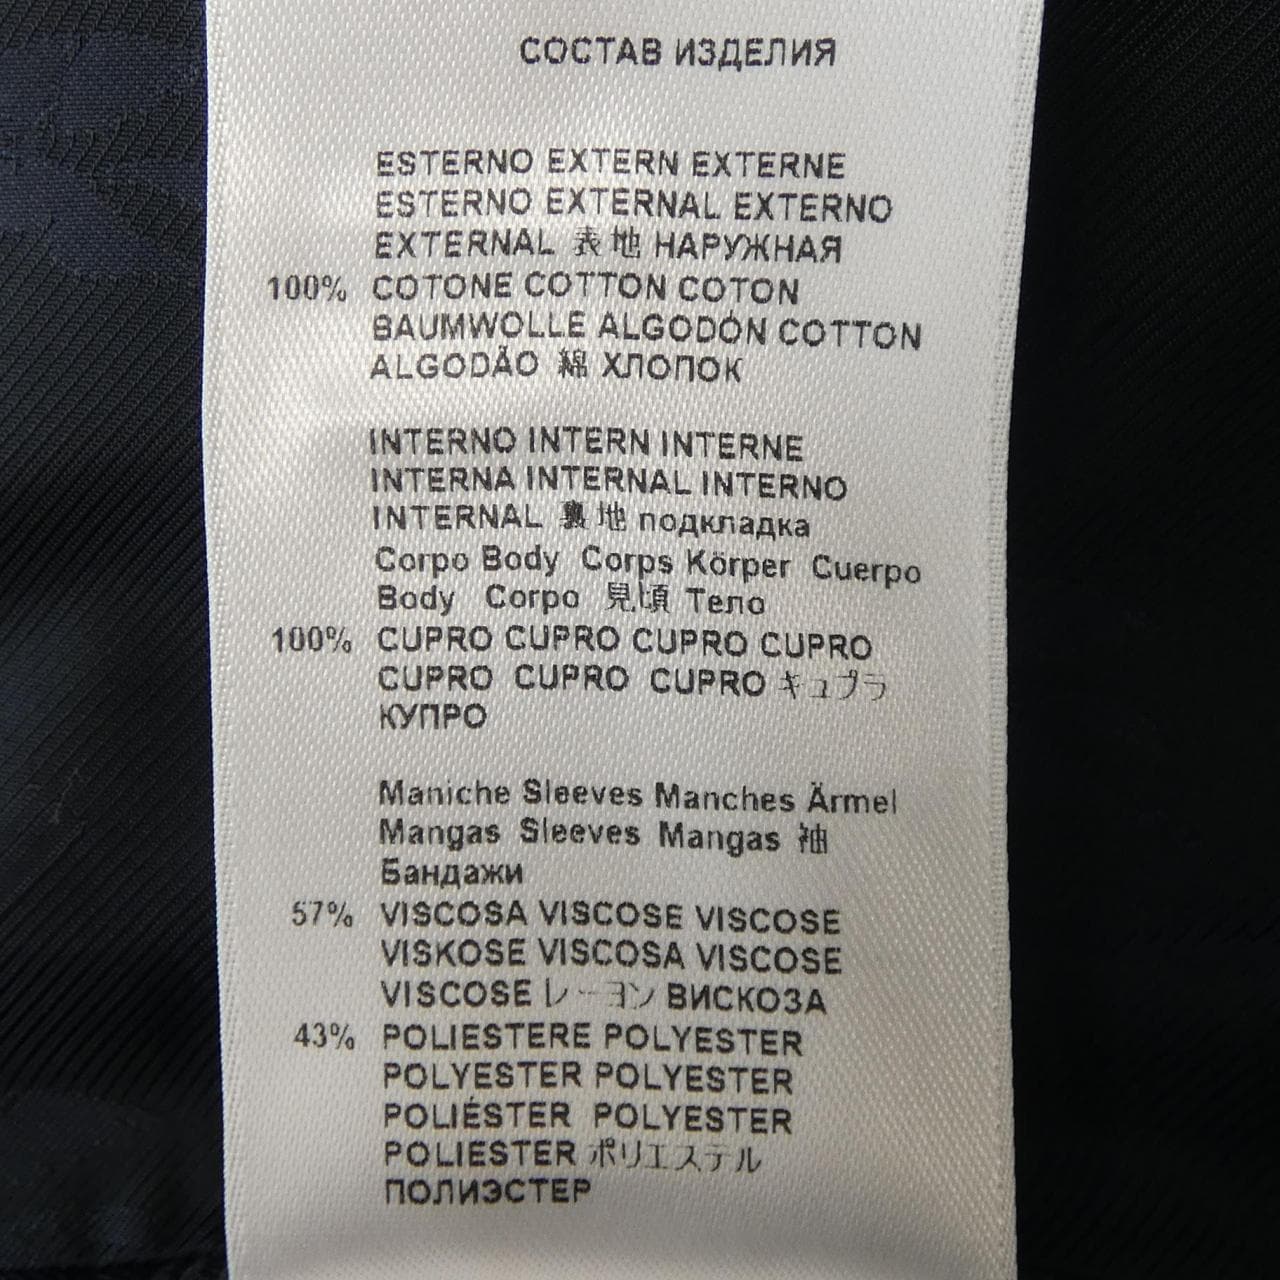 СОСТАВ ИЗДЕЛИЯ
ESTERNO EXTERN EXTERNE
ESTERNO EXTERNAL EXTERNO
EXTERNAL 表地 НАРУЖНАЯ
100% COTONE COTTON COTON
BAUMWOLLE ALGODÓN COTTON
ALGODÃO 綿 ХЛОПОК
INTERNO INTERN INTERNE
INTERNA INTERNAL INTERNO
INTERNAL 裏地 подкладка
Corpo Body Corps Körper Cuerpo
Body Corpo 見頃 Тело
100% CUPRO CUPRO CUPRO CUPRO
CUPRO CUPRO CUPRO キュプラ
КУПРО
Maniche Sleeves Manches Ärmel
Mangas Sleeves Mangas 袖
Бандажи
57% VISCOSA VISCOSE VISCOSE
VISKOSE VISCOSA VISCOSE
VISCOSE レーヨン ВИСКОЗА
43% POLIESTERE POLYESTER
POLYESTER POLYESTER
POLIÉSTER POLYESTER
POLIESTER ポリエステル
ПОЛИЭСТЕР